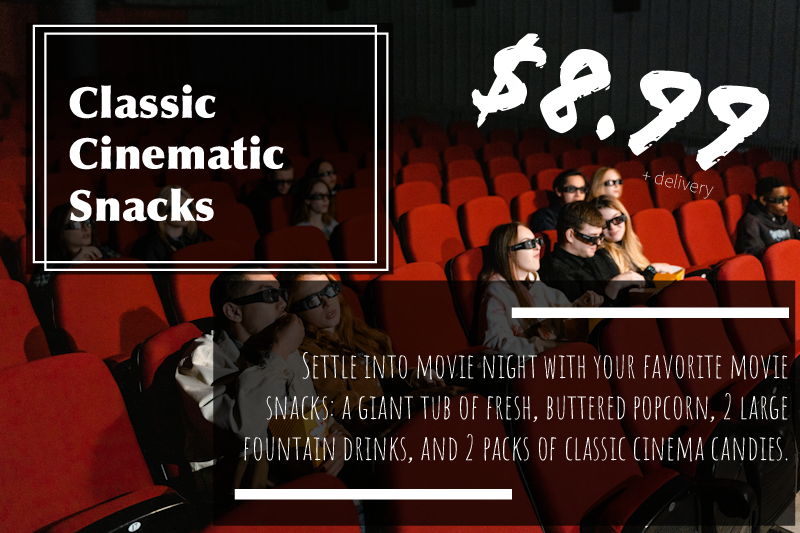 Classic
Cinematic
Snacks
$8.99
+ delivery
Settle into movie night with your favorite movie
snacks: a giant tub of fresh, buttered popcorn, 2 large
fountain drinks, and 2 packs of classic cinema candies.